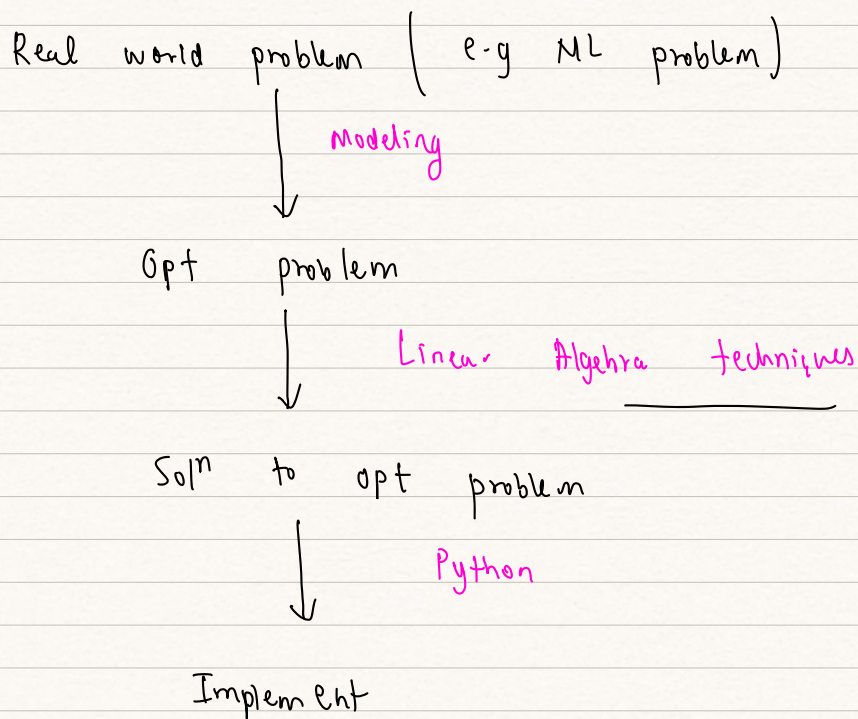 Real world problem ( e.g ML problem)
Modeling
Opt problem
Linear Algebra techniques
Solⁿ to opt problem
Python
Implement